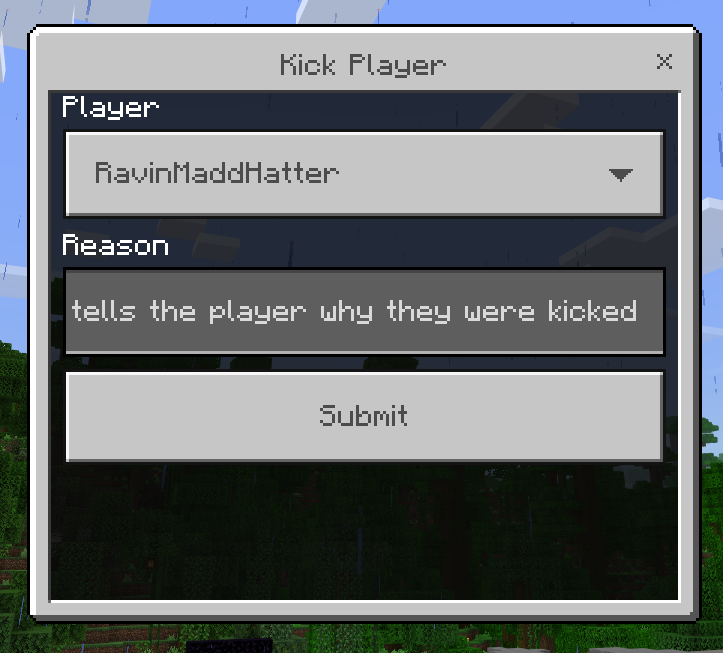 Kick Player
Player
RavinMaddHatter
Reason
tells the player why they were kicked
Submit